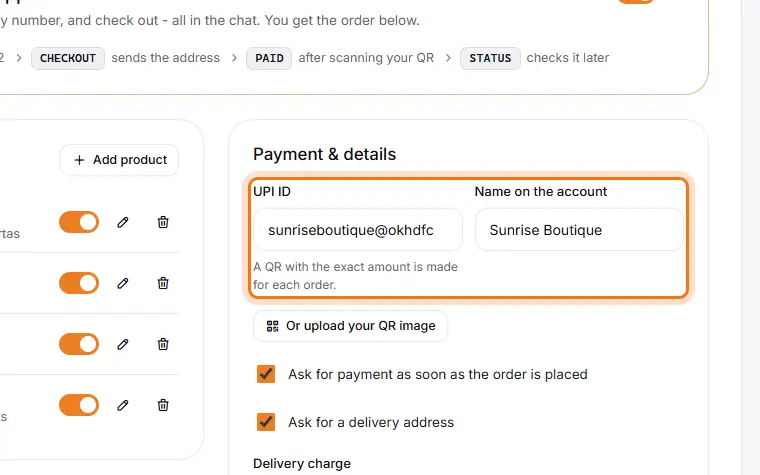 y number, and check out - all in the chat. You get the order below.
2 > CHECKOUT sends the address > PAID after scanning your QR > STATUS checks it later
+ Add product
rtas
Payment & details
UPI ID
Name on the account
sunriseboutique@okhdfc
Sunrise Boutique
A QR with the exact amount is made
for each order.
Or upload your QR image
Ask for payment as soon as the order is placed
Ask for a delivery address
Delivery charge